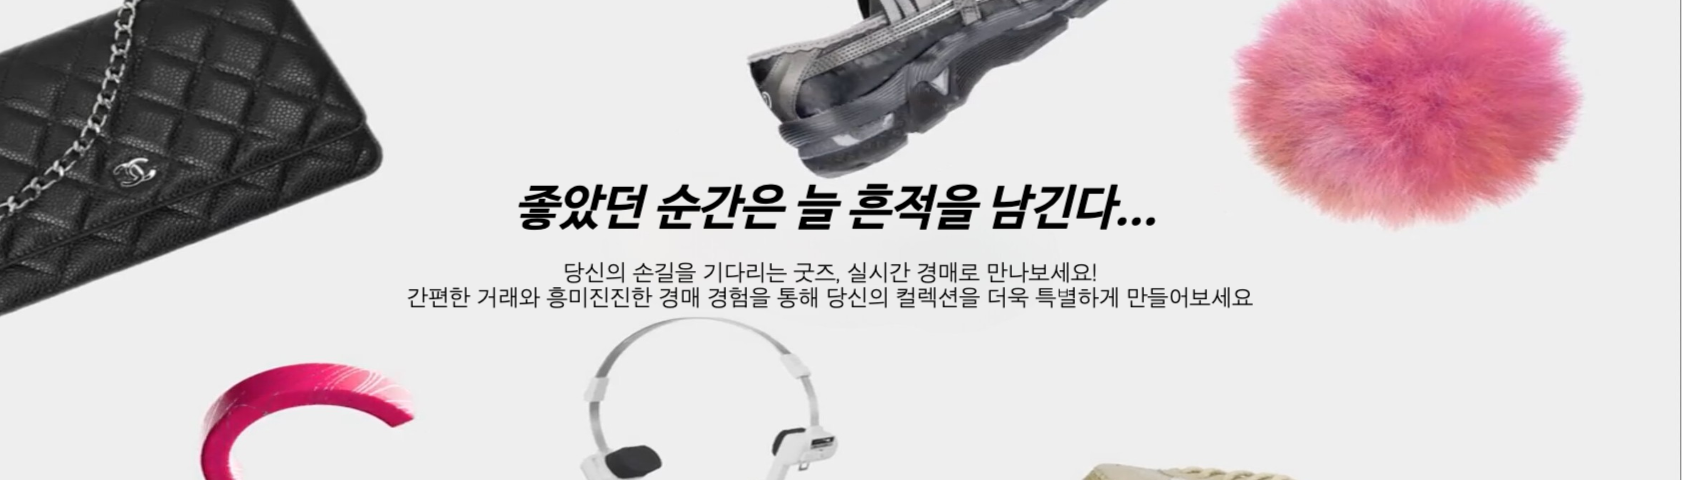 좋았던 순간은 늘 흔적을 남긴다...
당신의 손길을 기다리는 굿즈, 실시간 경매로 만나보세요!
간편한 거래와 흥미진진한 경매 경험을 통해 당신의 컬렉션을 더욱 특별하게 만들어보세요